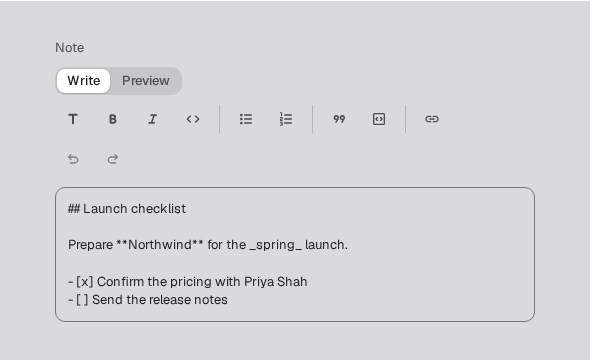 Note
Write Preview
## Launch checklist
Prepare **Northwind** for the _spring_ launch.
- [x] Confirm the pricing with Priya Shah
- [ ] Send the release notes